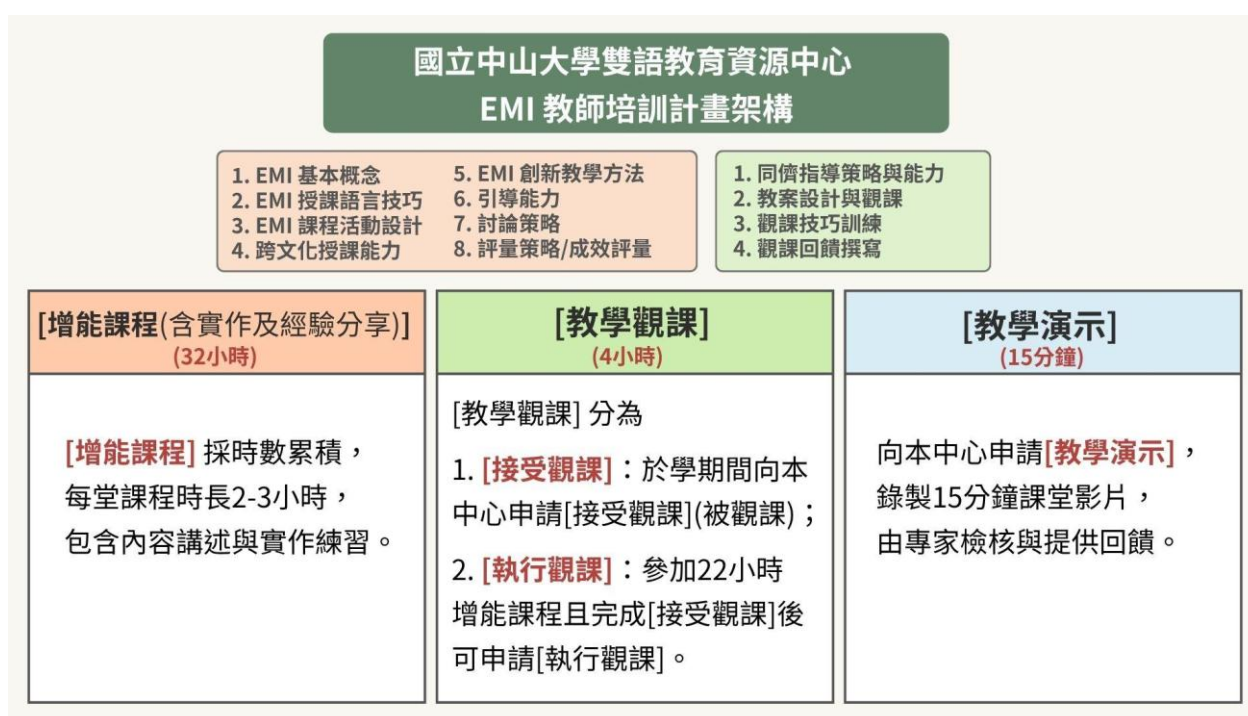 國立中山大學雙語教育資源中心
EMI 教師培訓計畫架構
1. EMI 基本概念
2. EMI 授課語言技巧
3. EMI 課程活動設計
4. 跨文化授課能力
5. EMI 創新教學方法
6. 引導能力
7. 討論策略
8. 評量策略/成效評量
1. 同儕指導策略與能力
2. 教案設計與觀課
3. 觀課技巧訓練
4. 觀課回饋撰寫
[增能課程(含實作及經驗分享)]
(32小時)
[增能課程] 採時數累積，
每堂課程時長2-3小時，
包含內容講述與實作練習。
[教學觀課]
(4小時)
[教學觀課] 分為
1. [接受觀課]：於學期間向本
中心申請[接受觀課](被觀課)；
2. [執行觀課]：參加22小時
增能課程且完成[接受觀課]後
可申請[執行觀課]。
[教學演示]
(15分鐘)
向本中心申請[教學演示]，
錄製15分鐘課堂影片，
由專家檢核與提供回饋。